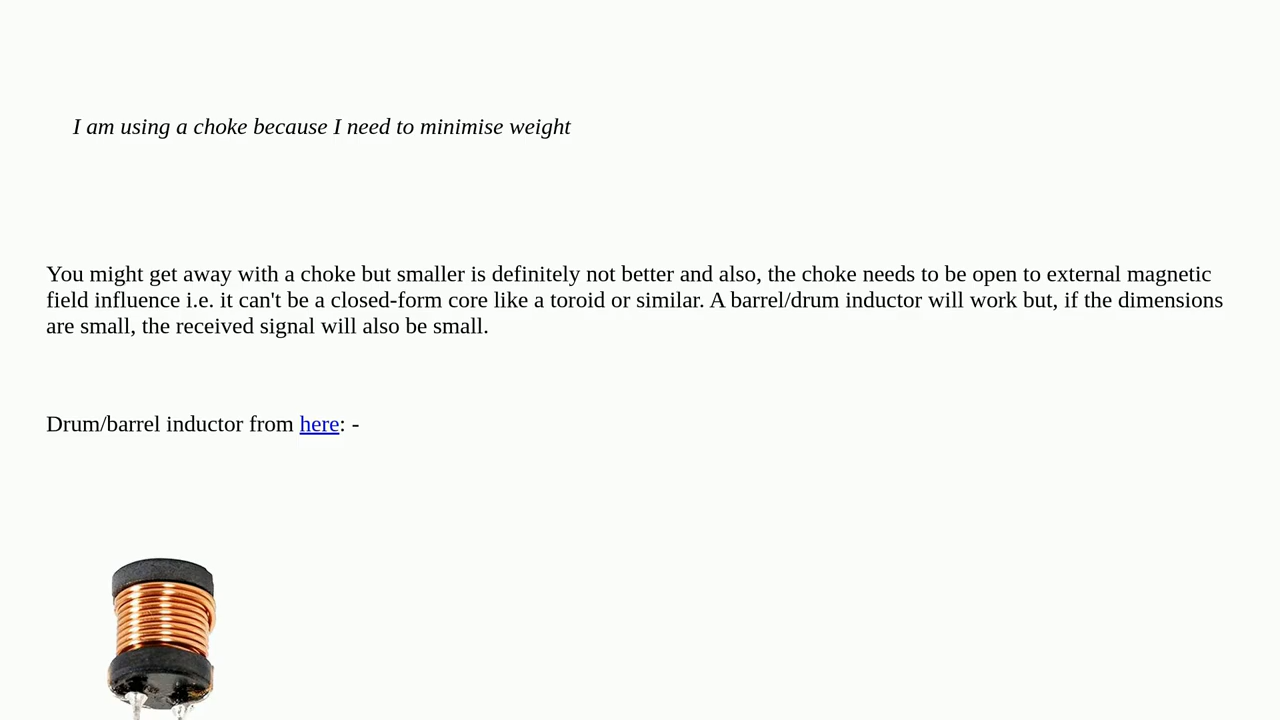 I am using a choke because I need to minimise weight
You might get away with a choke but smaller is definitely not better and also, the choke needs to be open to external magnetic
field influence i.e. it can't be a closed-form core like a toroid or similar. A barrel/drum inductor will work but, if the dimensions
are small, the received signal will also be small.
Drum/barrel inductor from here: -